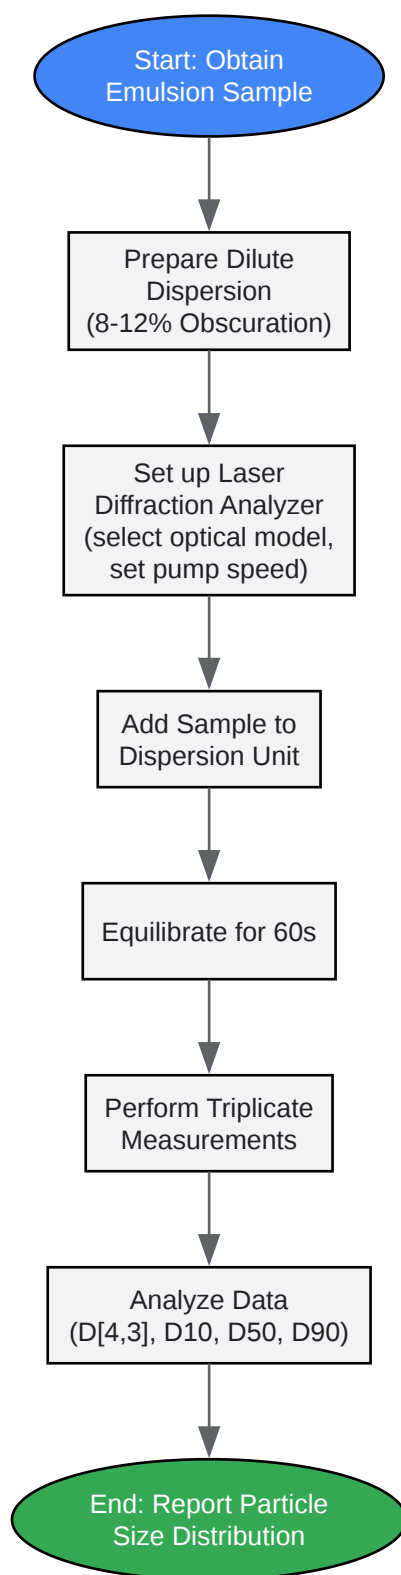 Start: Obtain
Emulsion Sample
Prepare Dilute
Dispersion
(8-12% Obscuration)
Set up Laser
Diffraction Analyzer
(select optical model,
set pump speed)
Add Sample to
Dispersion Unit
Equilibrate for 60s
Perform Triplicate
Measurements
Analyze Data
(D[4,3], D10, D50, D90)
End: Report Particle
Size Distribution